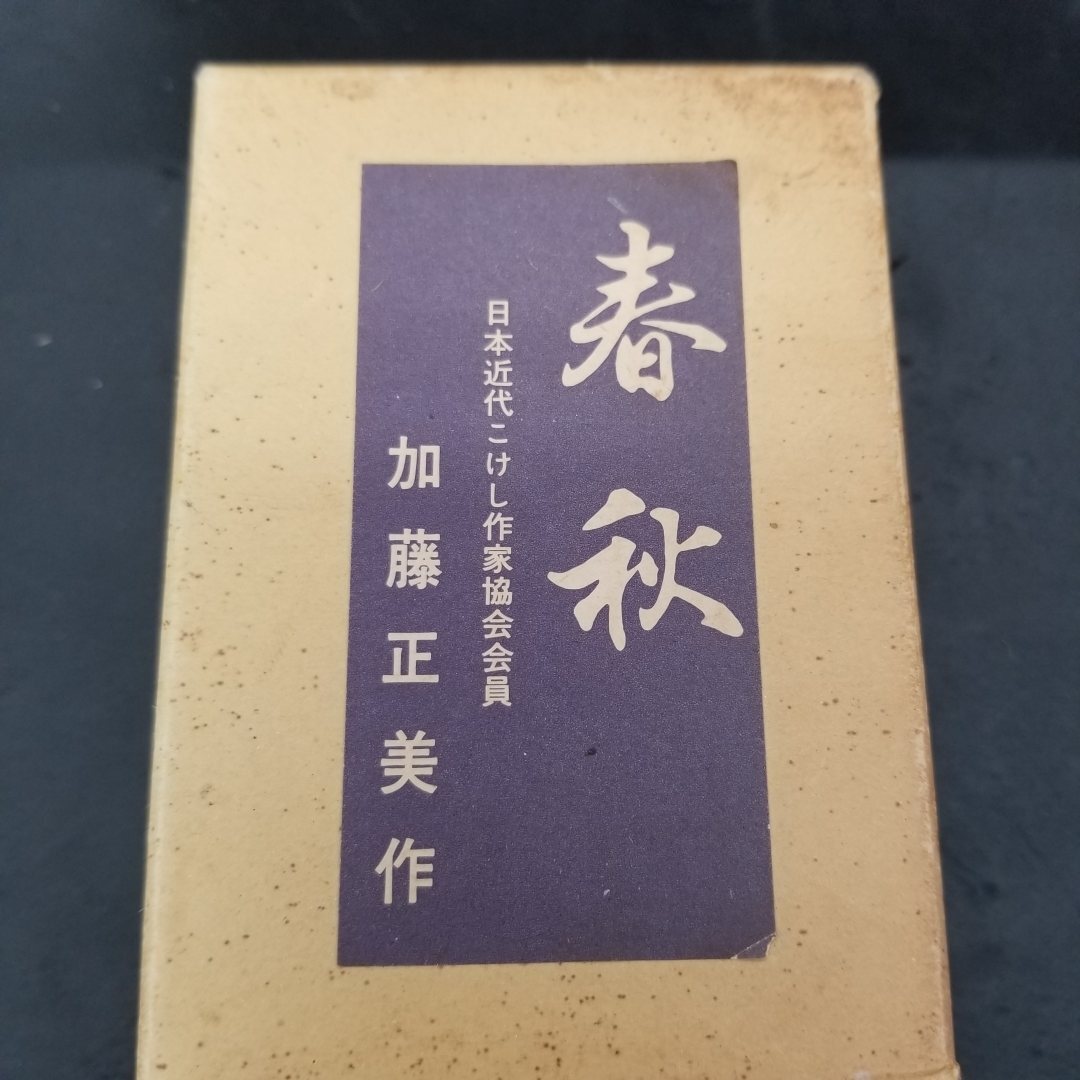 春秋
日本近代こけし作家協会会員
加藤正美作